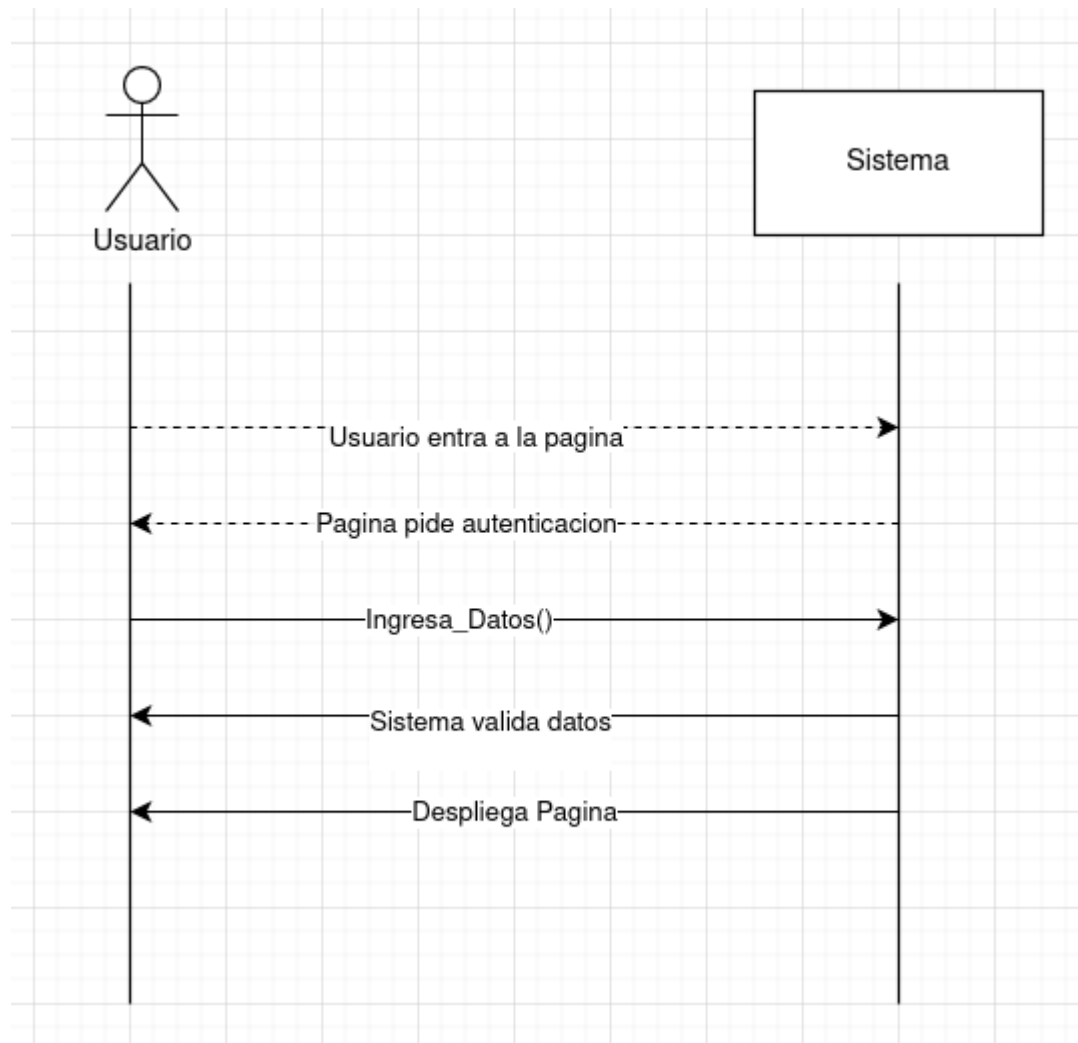 Usuario
Sistema
Usuario entra a la pagina
Pagina pide autenticacion
Ingresa_Datos()
Sistema valida datos
Despliega Pagina